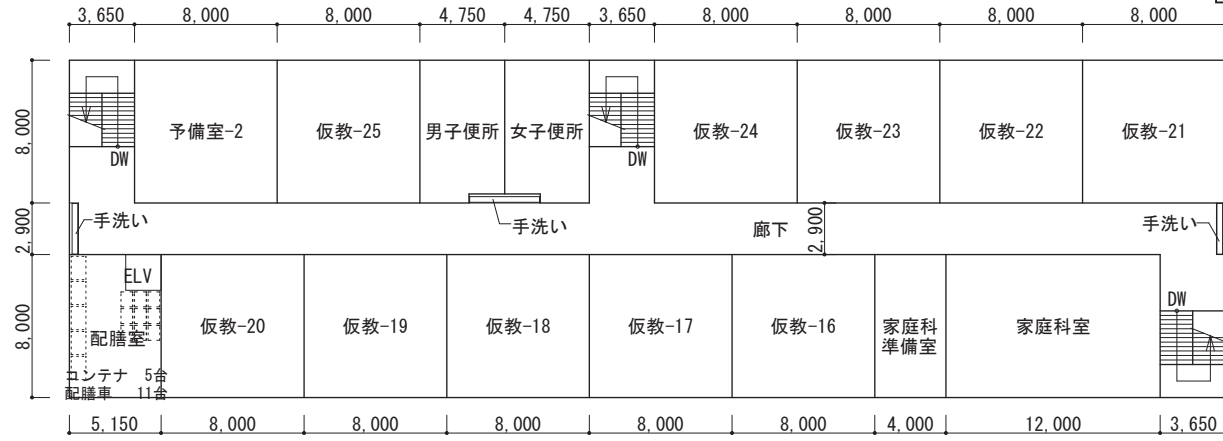 3,650 8,000 8,000 4,750 4,750 3,650 8,000 8,000 8,000 8,000
8,000
予備室-2 仮教-25 男子便所 女子便所 仮教-24 仮教-23 仮教-22 仮教-21
DW DW
2,900
手洗い 手洗い 廊下 2,900 手洗い
ELV
DW
8,000
仮教-20 仮教-19 仮教-18 仮教-17 仮教-16 家庭科 家庭科室
配膳室 準備室
コンテナ 5台
配膳車 11台
5,150 8,000 8,000 8,000 8,000 8,000 4,000 12,000 3,650